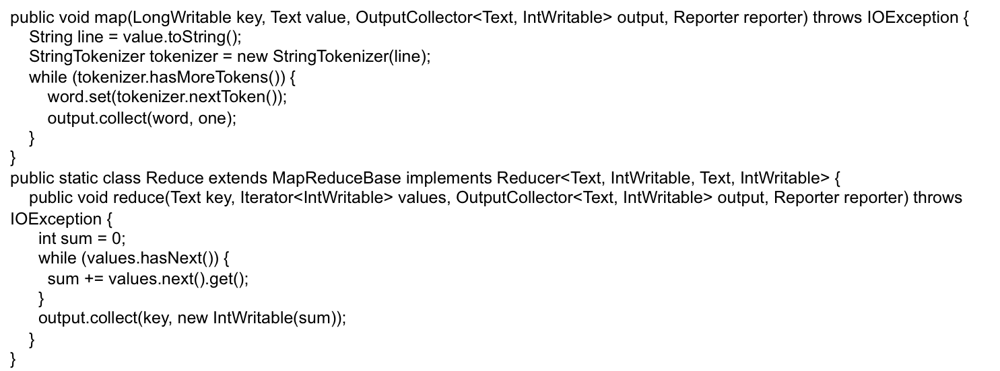 public void map(LongWritable key, Text value, OutputCollector<Text, IntWritable> output, Reporter reporter) throws IOException {
String line = value.toString();
StringTokenizer tokenizer = new StringTokenizer(line);
while (tokenizer.hasMoreTokens()) {
word.set(tokenizer.nextToken());
output.collect(word, one);
}
}
public static class Reduce extends MapReduceBase implements Reducer<Text, IntWritable, Text, IntWritable> {
public void reduce(Text key, Iterator<IntWritable> values, OutputCollector<Text, IntWritable> output, Reporter reporter) throws
IOException {
int sum = 0;
while (values.hasNext()) {
sum += values.next().get();
}
output.collect(key, new IntWritable(sum));
}
}